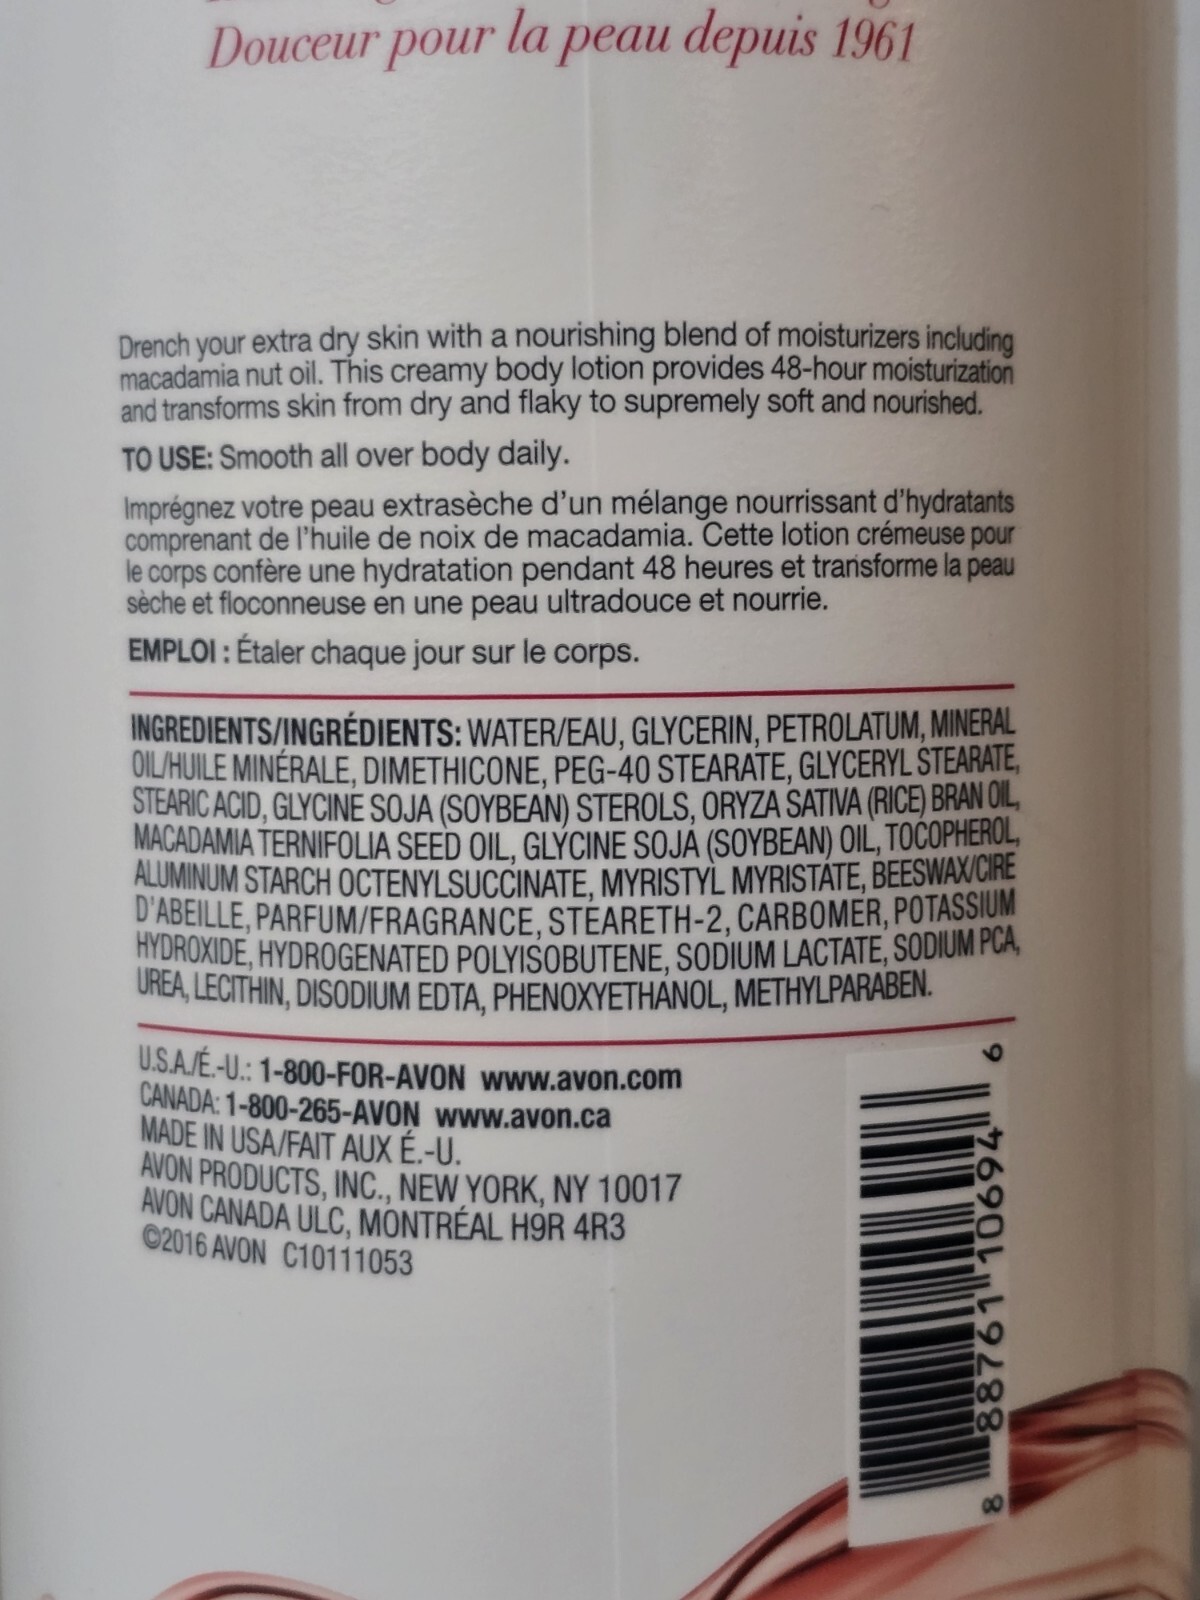 Douceur pour la peau depuis 1961
Drench your extra dry skin with a nourishing blend of moisturizers including
macadamia nut oil. This creamy body lotion provides 48-hour moisturization
and transforms skin from dry and flaky to supremely soft and nourished.
TO USE: Smooth all over body daily.
Imprégnez votre peau extrasèche d'un mélange nourrissant d'hydratants
comprenant de l'huile de noix de macadamia. Cette lotion crémeuse pour
le corps confère une hydratation pendant 48 heures et transforme la peau
sèche et floconneuse en une peau ultradouce et nourrie.
EMPLOI : Étaler chaque jour sur le corps.
INGREDIENTS/INGRÉDIENTS: WATER/EAU, GLYCERIN, PETROLATUM, MINERAL
OIL/HUILE MINÉRALE, DIMETHICONE, PEG-40 STEARATE, GLYCERYL STEARATE,
STEARIC ACID, GLYCINE SOJA (SOYBEAN) STEROLS, ORYZA SATIVA (RICE) BRAN OIL,
MACADAMIA TERNIFOLIA SEED OIL, GLYCINE SOJA (SOYBEAN) OIL, TOCOPHEROL,
ALUMINUM STARCH OCTENYLSUCCINATE, MYRISTYL MYRISTATE, BEESWAX/CIRE
D'ABEILLE, PARFUM/FRAGRANCE, STEARETH-2, CARBOMER, POTASSIUM
HYDROXIDE, HYDROGENATED POLYISOBUTENE, SODIUM LACTATE, SODIUM PCA,
UREA, LECITHIN, DISODIUM EDTA, PHENOXYETHANOL, METHYLPARABEN.
U.S.A./É.-U.: 1-800-FOR-AVON www.avon.com
CANADA: 1-800-265-AVON www.avon.ca
MADE IN USA/FAIT AUX É.-U.
AVON PRODUCTS, INC., NEW YORK, NY 10017
AVON CANADA ULC, MONTRÉAL H9R 4R3
©2016 AVON C10111053
8 88761 10694 6